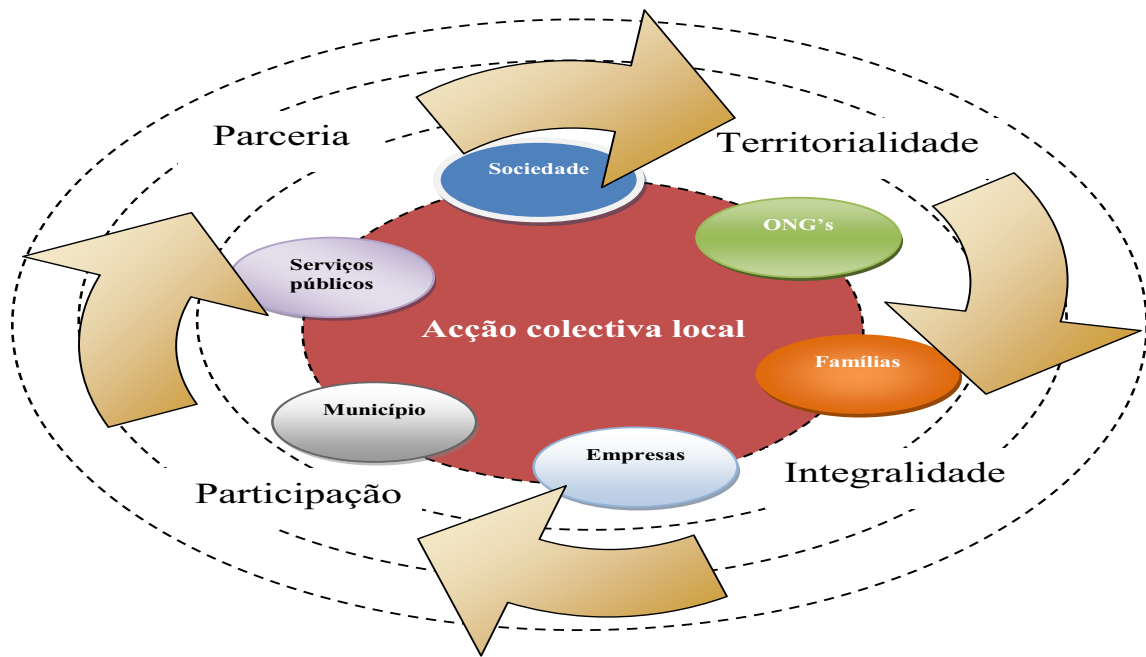 Parceria
Territorialidade
Sociedade
ONG’s
Serviços
públicos
Acção colectiva local
Famílias
Município
Empresas
Integralidade
Participação